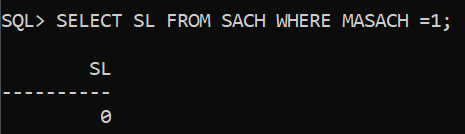 SQL> SELECT SL FROM SACH WHERE MASACH =1;
SL
----------
0